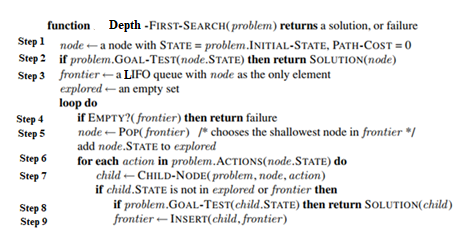 function Depth -FIRST-SEARCH(problem) returns a solution, or failure
Step 1 node ← a node with STATE = problem.INITIAL-STATE, PATH-COST = 0
Step 2 if problem.GOAL-TEST(node.STATE) then return SOLUTION(node)
Step 3 frontier ← a LIFO queue with node as the only element
explored ← an empty set
loop do
Step 4 if EMPTY?(frontier) then return failure
Step 5 node ← POP(frontier) /* chooses the shallowest node in frontier */
add node.STATE to explored
Step 6 for each action in problem.ACTIONS(node.STATE) do
Step 7 child ← CHILD-NODE(problem, node, action)
if child.STATE is not in explored or frontier then
Step 8 if problem.GOAL-TEST(child.STATE) then return SOLUTION(child)
Step 9 frontier ← INSERT(child, frontier)